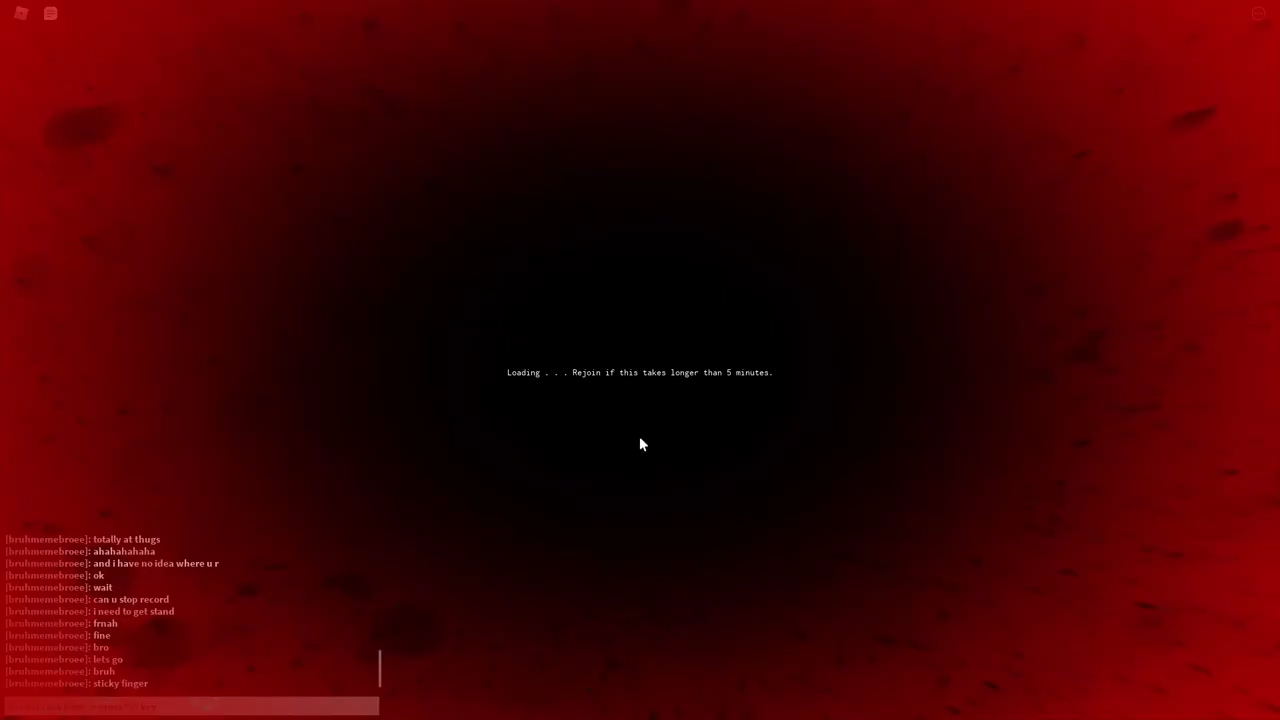 Loading . . . Rejoin if this takes longer than 5 minutes.
[bruhmemebroee]: totally at thugs
[bruhmemebroee]: ahahahahaha
[bruhmemebroee]: and i have no idea where u r
[bruhmemebroee]: ok
[bruhmemebroee]: wait
[bruhmemebroee]: can u stop record
[bruhmemebroee]: i need to get stand
[bruhmemebroee]: frnah
[bruhmemebroee]: fine
[bruhmemebroee]: bro
[bruhmemebroee]: lets go
[bruhmemebroee]: bruh
[bruhmemebroee]: sticky finger